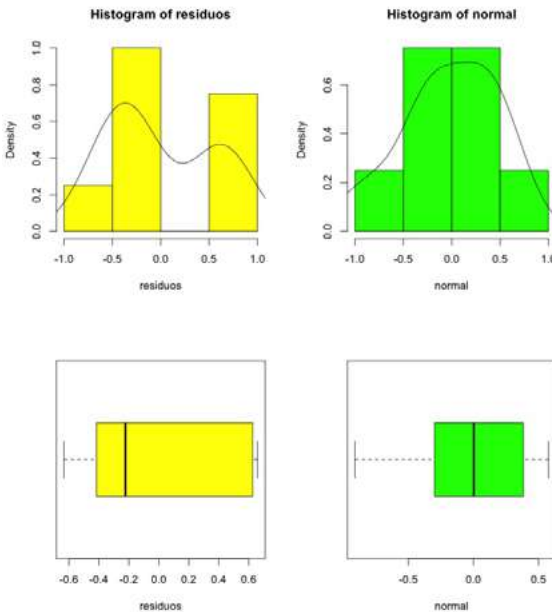 Histogram of residuos
Density
0.0 0.2 0.4 0.6 0.8 1.0
-1.0 -0.5 0.0 0.5 1.0
residuos
Histogram of normal
Density
0.0 0.2 0.4 0.6
-1.0 -0.5 0.0 0.5 1.0
normal
-0.6 -0.4 -0.2 0.0 0.2 0.4 0.6
residuos
-0.5 0.0 0.5
normal